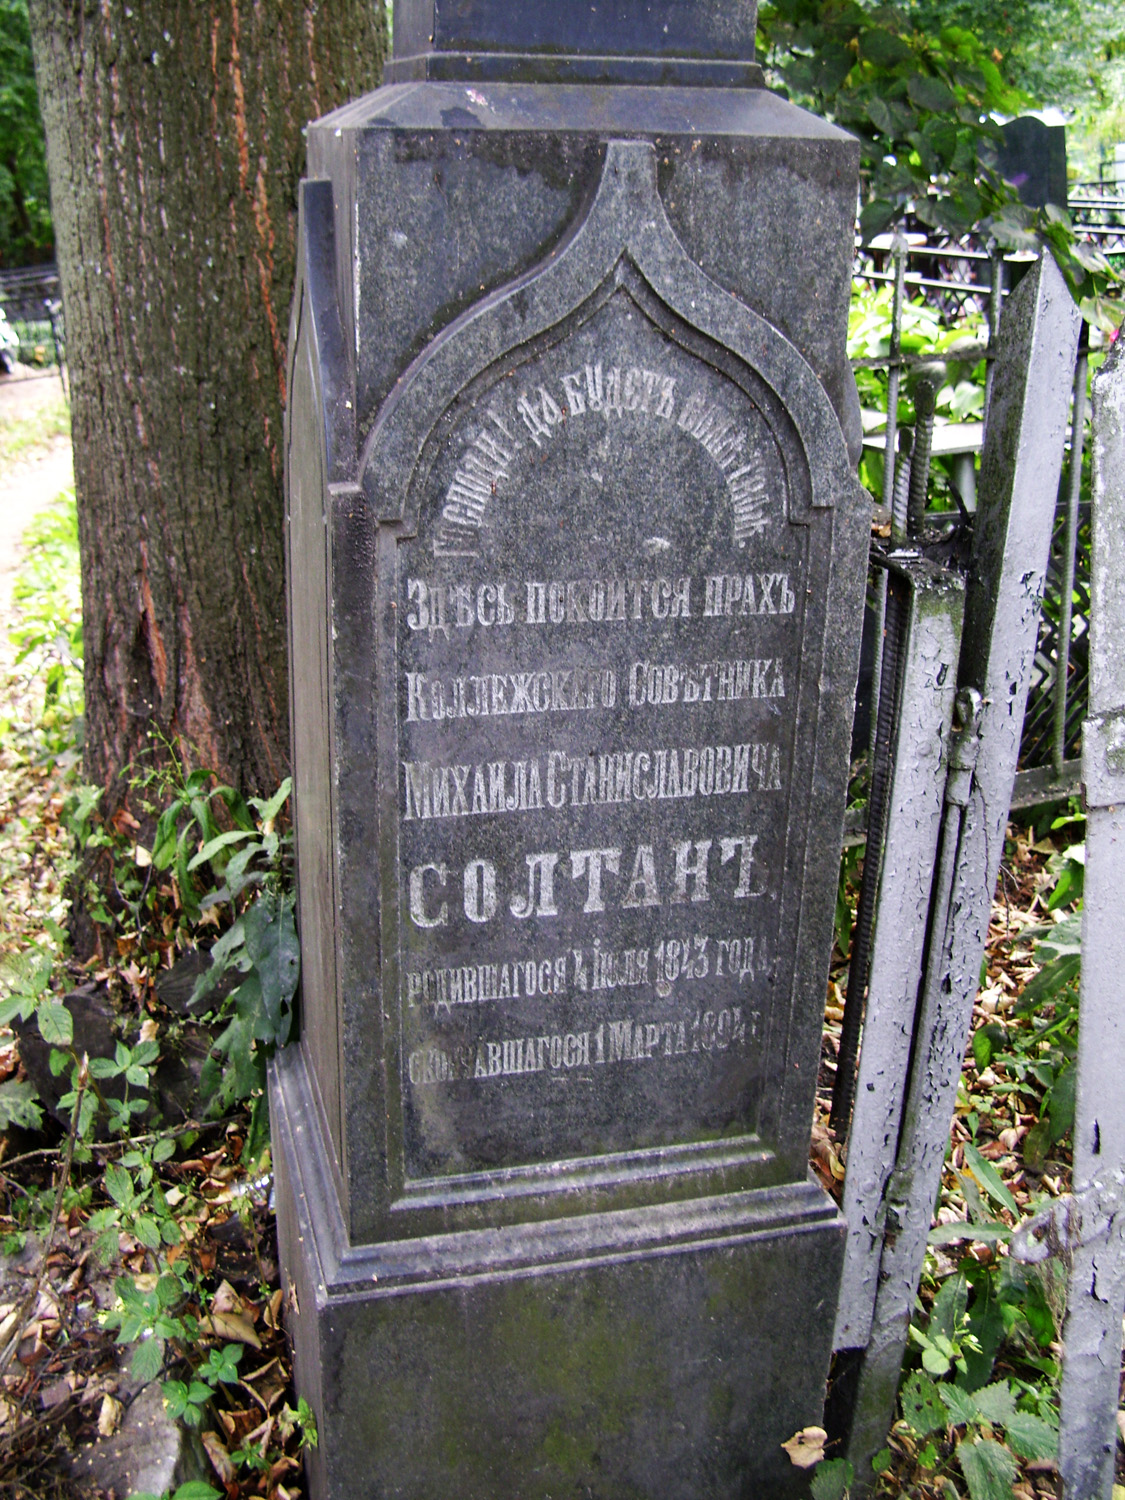 Господи! да будетъ воля Твоя.
Здѣсь покоится прахъ
Коллежскаго Совѣтника
Михаила Станиславовича
СОЛТАНЪ
родившагося 4 Іюля 1843 года,
скончавшагося 1 Марта г.